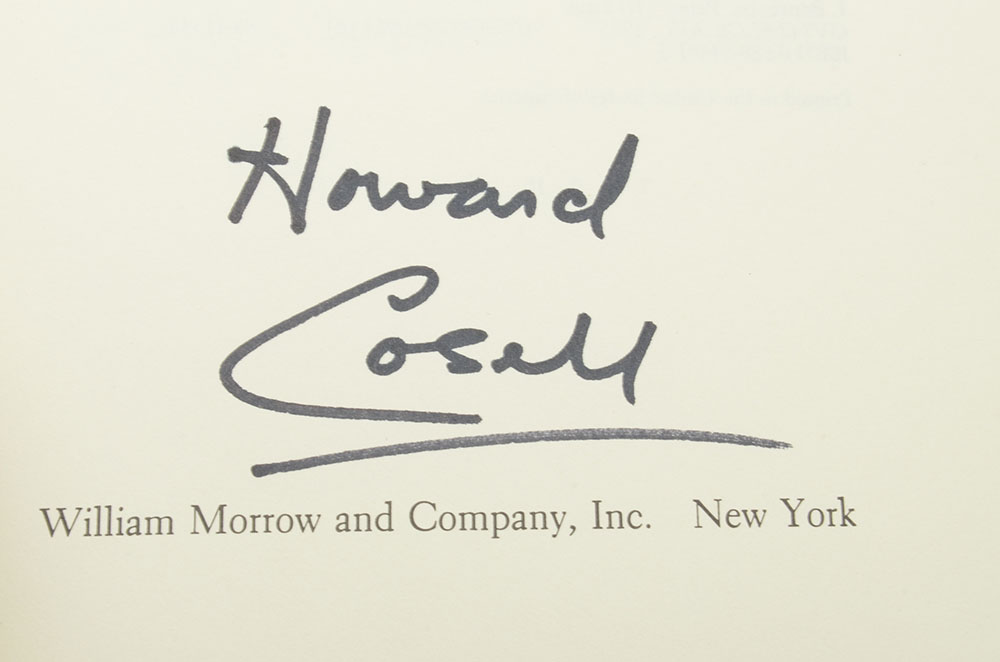 Howard
Cosell
William Morrow and Company, Inc. New York